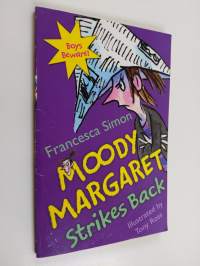 Boys
Beware!
Francesca Simon
MOODY
MARGARET
Strikes Back
Illustrated by
Tony Ross